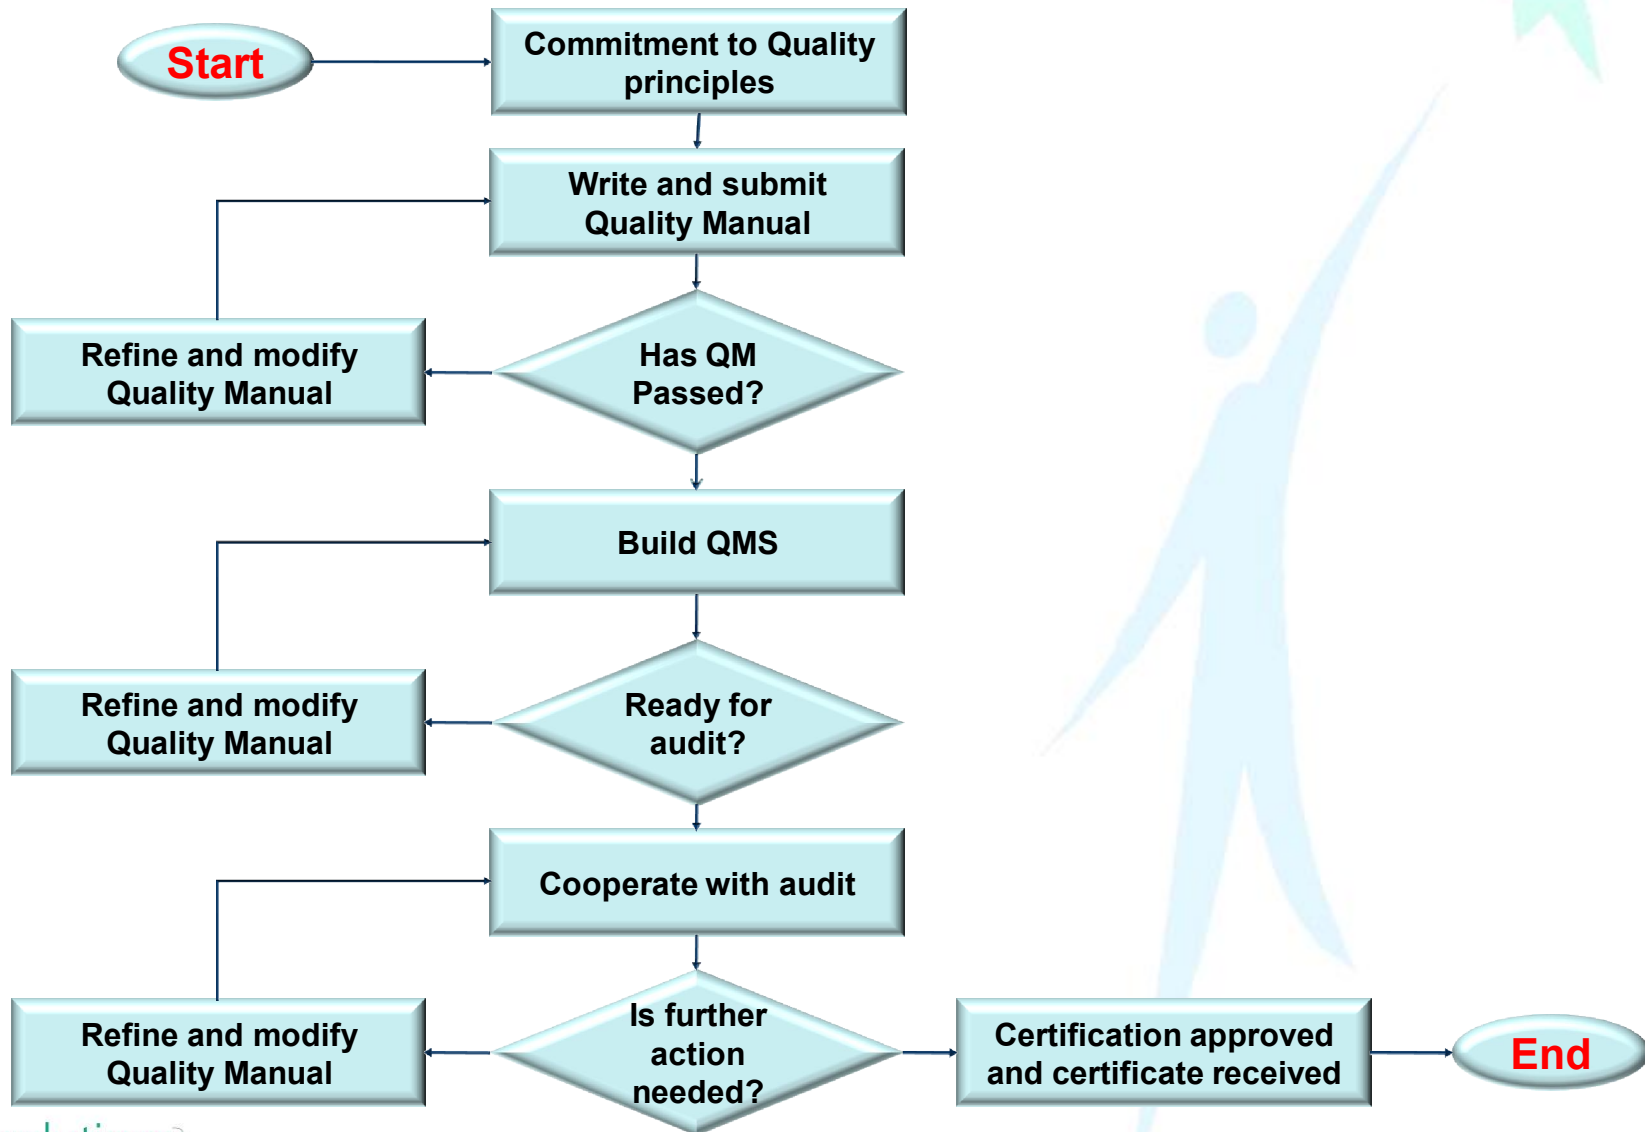 Start
Commitment to Quality
principles
Write and submit
Quality Manual
Refine and modify
Quality Manual
Has QM
Passed?
Build QMS
Refine and modify
Quality Manual
Ready for
audit?
Cooperate with audit
Refine and modify
Quality Manual
Is further
action
needed?
Certification approved
and certificate received
End